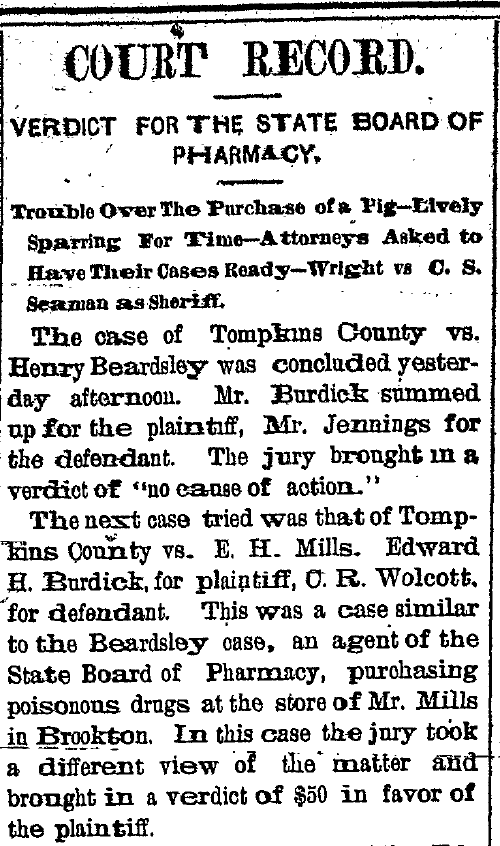 COURT RECORD.
VERDICT FOR THE STATE BOARD OF
PHARMACY.
Trouble Over The Purchase of a Pig—Lively
Sparring For Time—Attorneys Asked to
Have Their Cases Ready—Wright vs C. S.
Seaman as Sheriff.
The case of Tompkins County vs.
Henry Beardsley was concluded yester-
day afternoon. Mr. Burdick summed
up for the plaintiff, Mr. Jennings for
the defendant. The jury brought in a
verdict of "no cause of action."
The next case tried was that of Tomp-
kins County vs. E. H. Mills. Edward
H. Burdick, for plaintiff, C. R. Wolcott,
for defendant. This was a case similar
to the Beardsley case, an agent of the
State Board of Pharmacy, purchasing
poisonous drugs at the store of Mr. Mills
in Brookton. In this case the jury took
a different view of the matter and
brought in a verdict of $50 in favor of
the plaintiff.